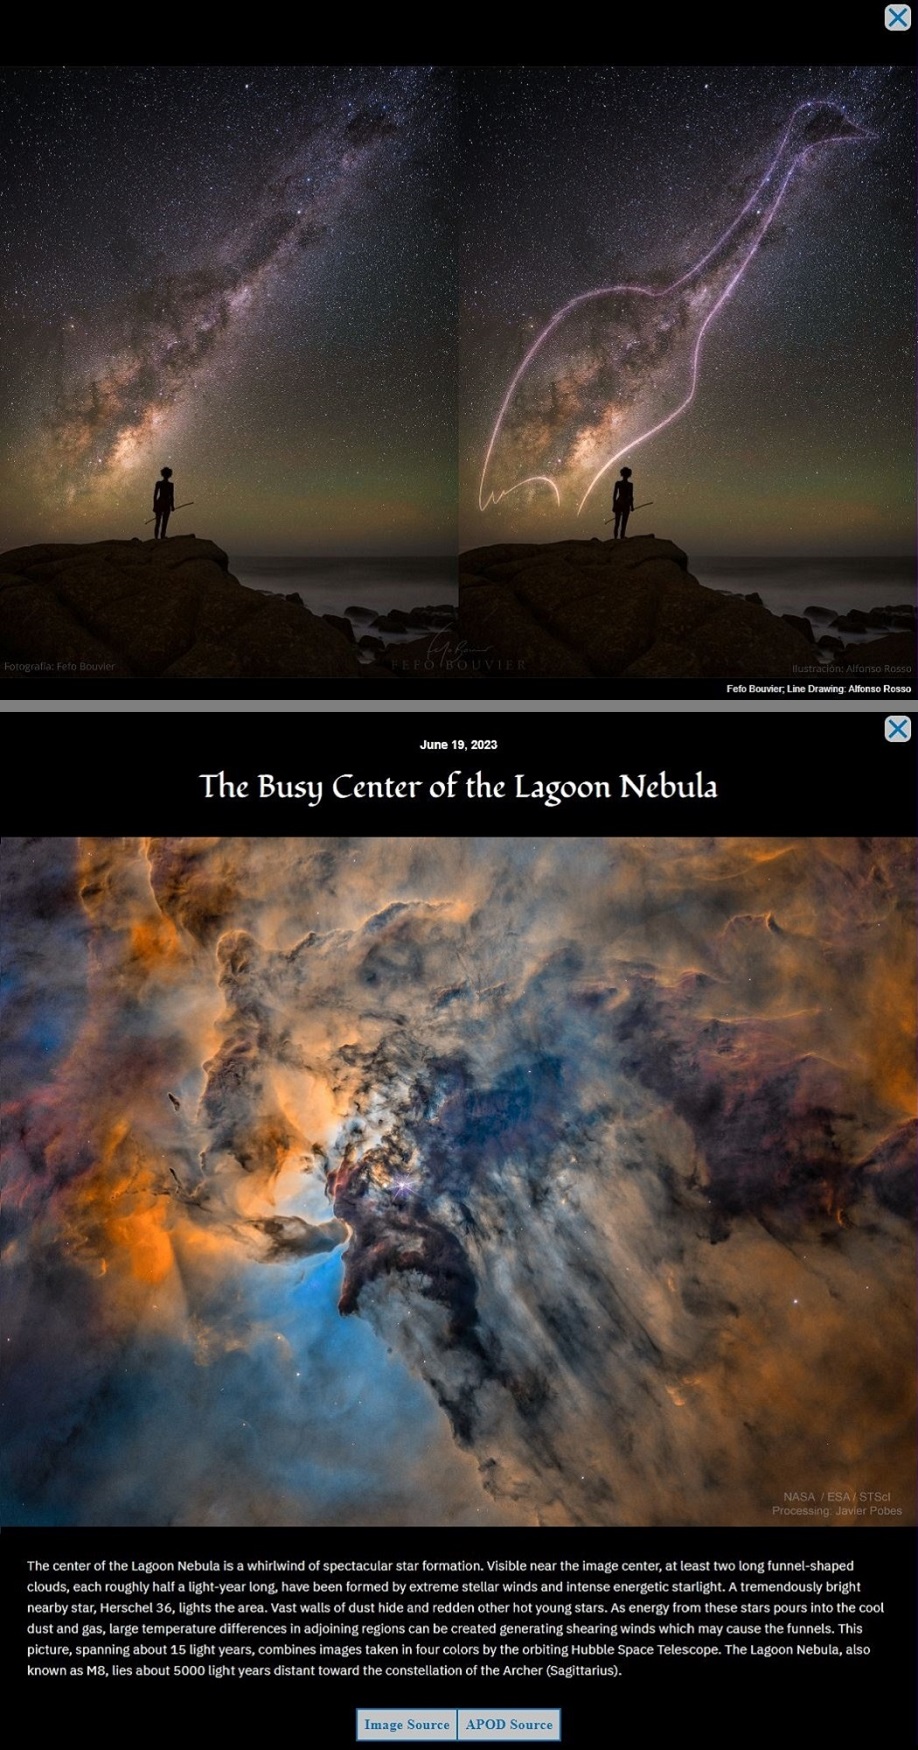 Fotografía: Fefo Bouvier
FEFO BOUVIER
Ilustración: Alfonso Rosso
Fefo Bouvier; Line Drawing: Alfonso Rosso
June 19, 2023
The Busy Center of the Lagoon Nebula
NASA / ESA / STScI
Processing: Javier Pobes
The center of the Lagoon Nebula is a whirlwind of spectacular star formation. Visible near the image center, at least two long funnel-shaped
clouds, each roughly half a light-year long, have been formed by extreme stellar winds and intense energetic starlight. A tremendously bright
nearby star, Herschel 36, lights the area. Vast walls of dust hide and redden other hot young stars. As energy from these stars pours into the cool
dust and gas, large temperature differences in adjoining regions can be created generating shearing winds which may cause the funnels. This
picture, spanning about 15 light years, combines images taken in four colors by the orbiting Hubble Space Telescope. The Lagoon Nebula, also
known as M8, lies about 5000 light years distant toward the constellation of the Archer (Sagittarius).
Image Source
APOD Source